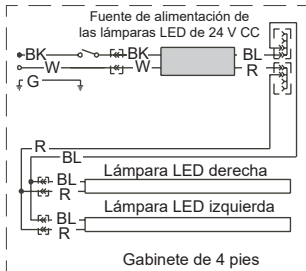 Fuente de alimentación de
las lámparas LED de 24 V CC
BK
BK
BL
W
W
R
G
R
BL
Lámpara LED derecha
BL
R
Lámpara LED izquierda
BL
R
Gabinete de 4 pies